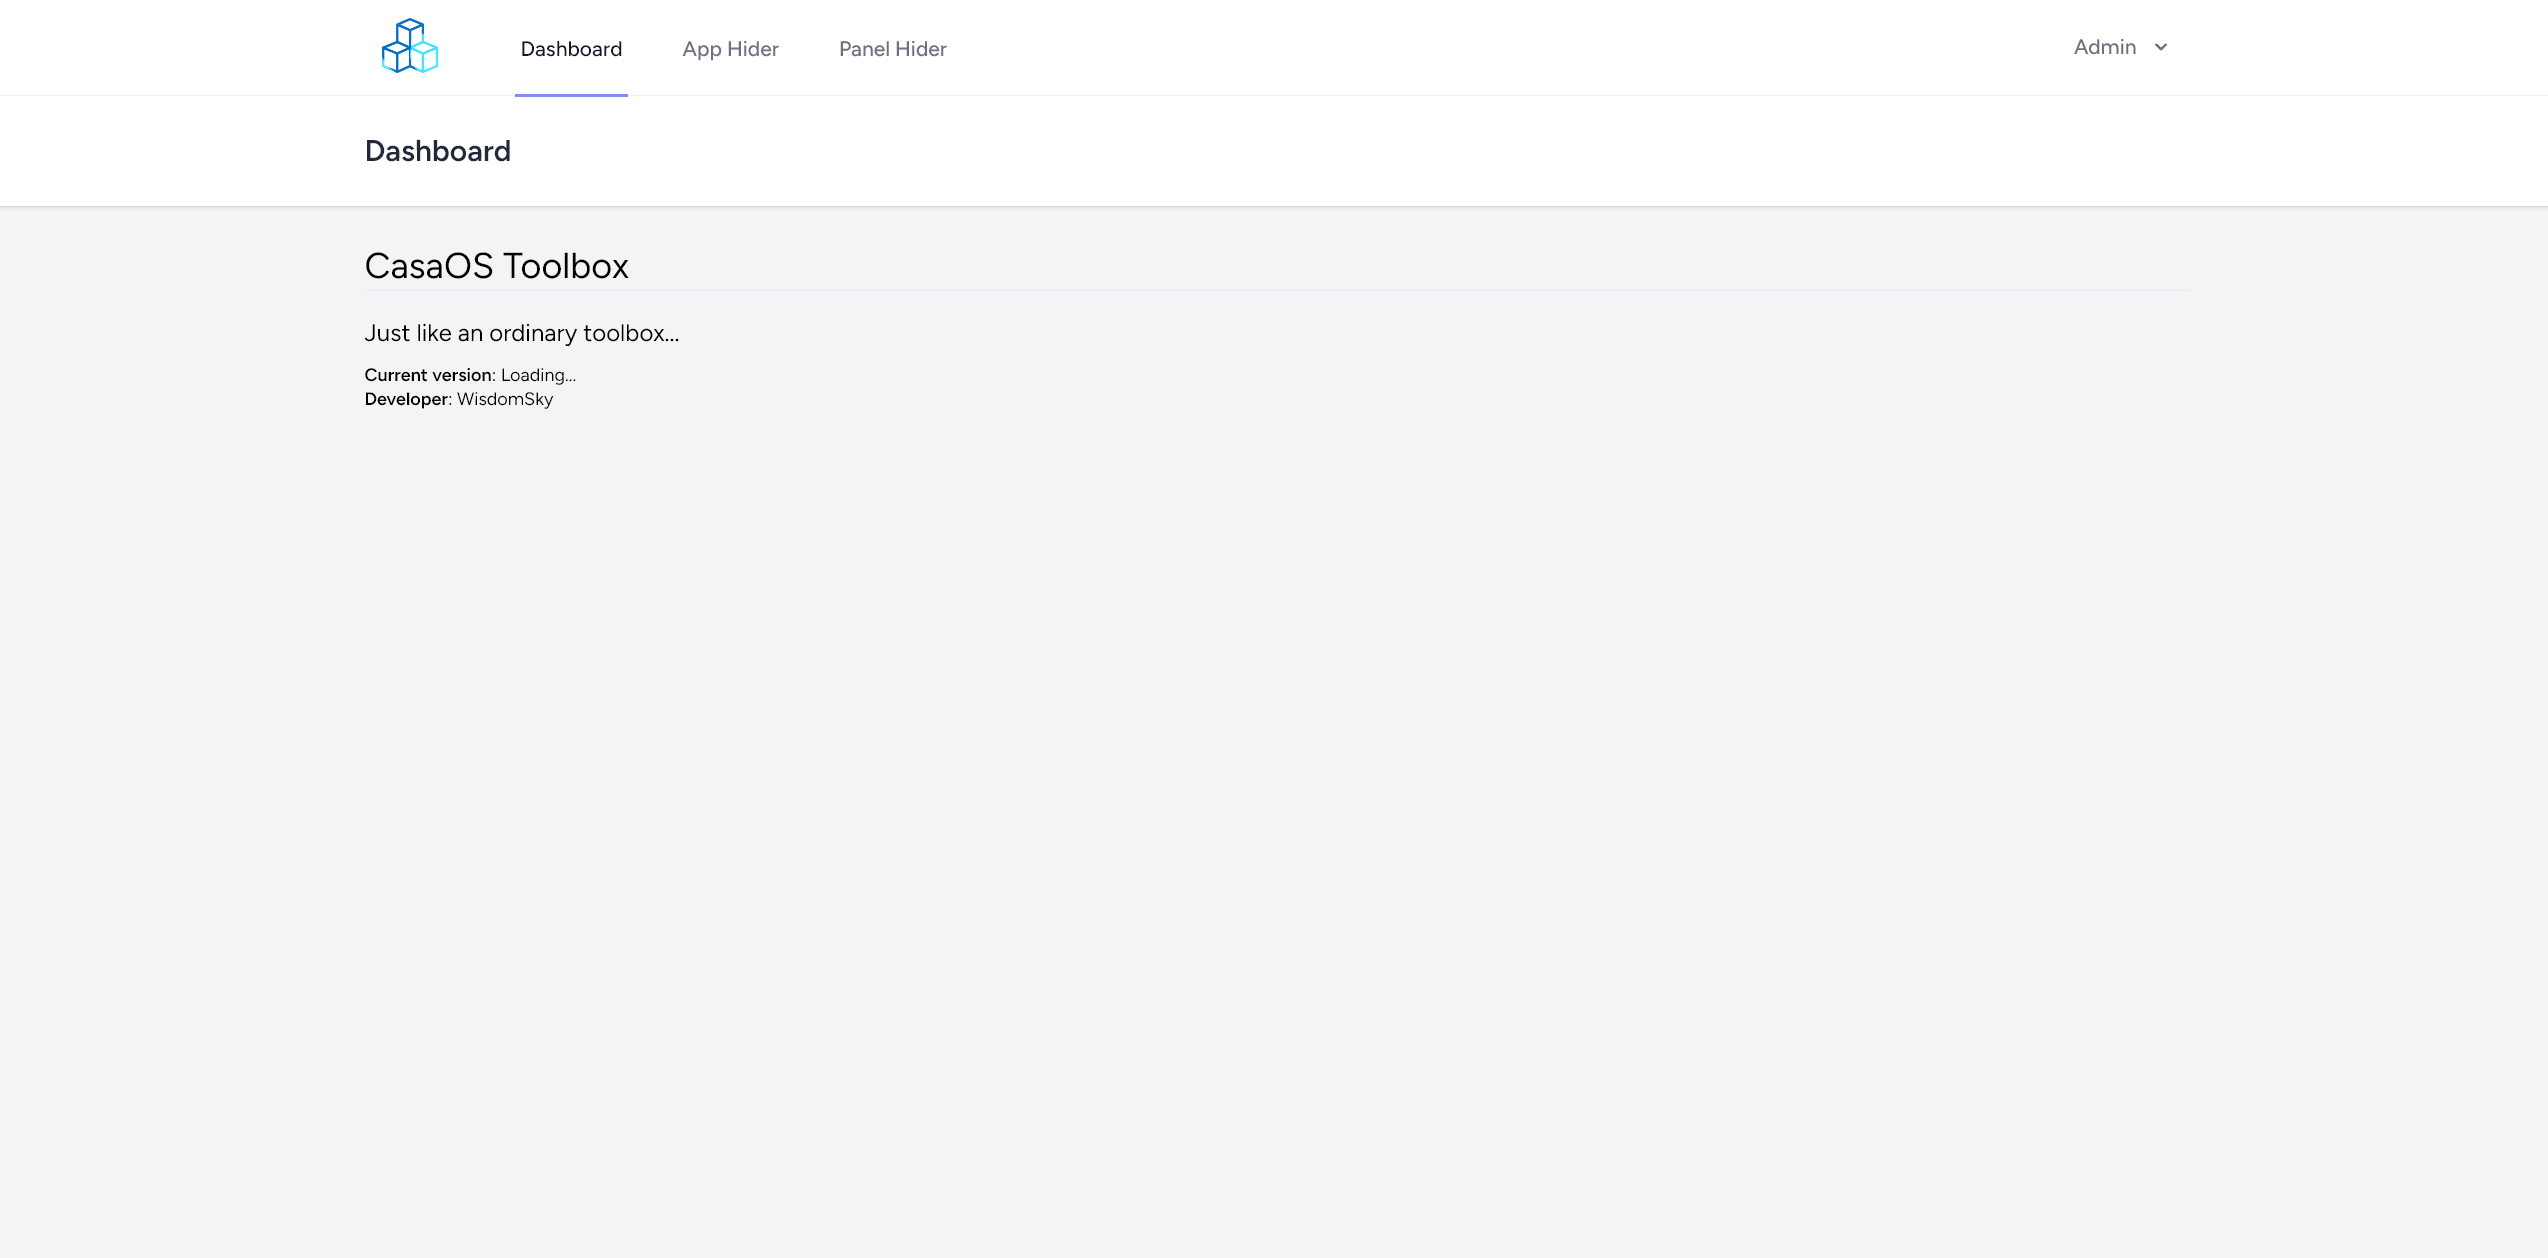 Dashboard
App Hider
Panel Hider
Admin
Dashboard
CasaOS Toolbox
Just like an ordinary toolbox...
Current version: Loading...
Developer: WisdomSky